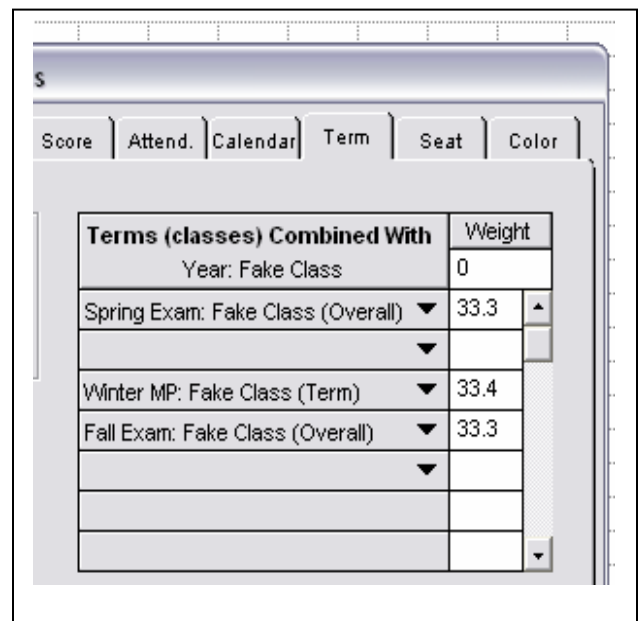 s
Score Attend. Calendar Term Seat Color
Terms (classes) Combined With Weight
Year: Fake Class 0
Spring Exam: Fake Class (Overall) 33.3
Winter MP: Fake Class (Term) 33.4
Fall Exam: Fake Class (Overall) 33.3